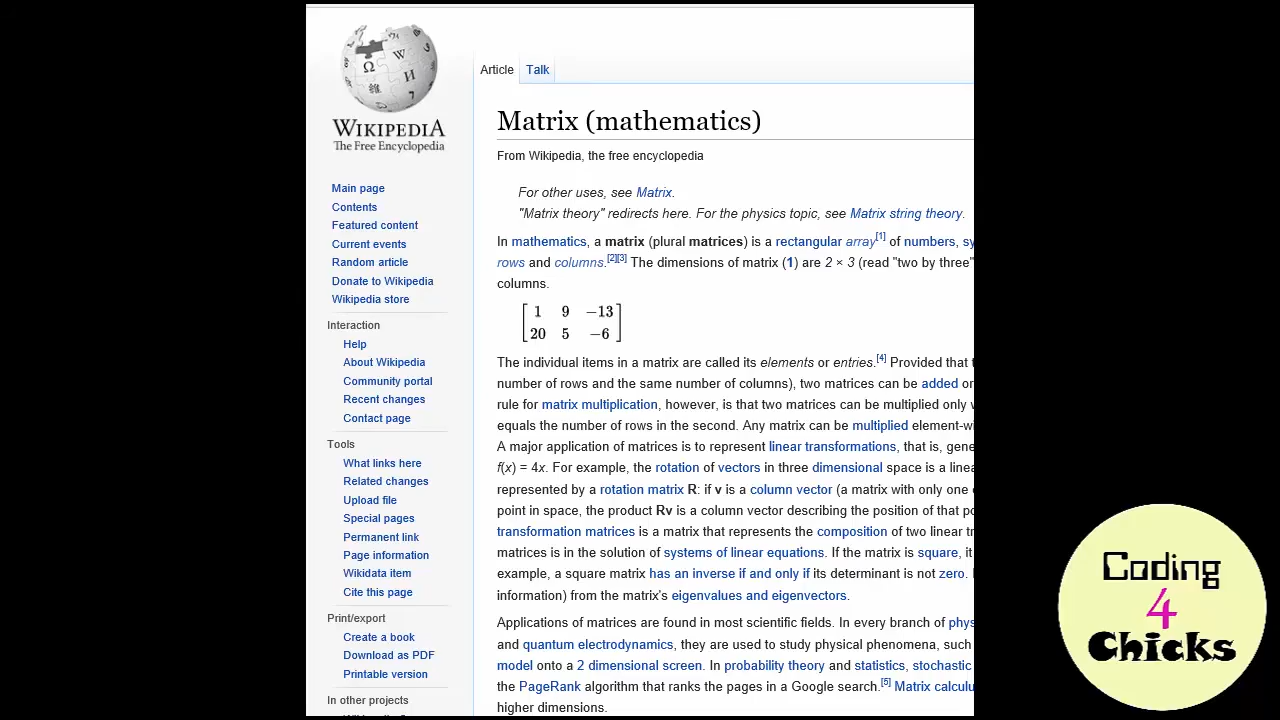 WIKIPEDIA
The Free Encyclopedia
Main page
Contents
Featured content
Current events
Random article
Donate to Wikipedia
Wikipedia store
Interaction
Help
About Wikipedia
Community portal
Recent changes
Contact page
Tools
What links here
Related changes
Upload file
Special pages
Permanent link
Page information
Wikidata item
Cite this page
Print/export
Create a book
Download as PDF
Printable version
In other projects
Article Talk
Matrix (mathematics)
From Wikipedia, the free encyclopedia
For other uses, see Matrix.
"Matrix theory" redirects here. For the physics topic, see Matrix string theory.
In mathematics, a matrix (plural matrices) is a rectangular array[1] of numbers, sy
rows and columns.[2][3] The dimensions of matrix (1) are 2 × 3 (read "two by three"
columns.
1 9 −13
20 5 −6
The individual items in a matrix are called its elements or entries.[4] Provided that t
number of rows and the same number of columns), two matrices can be added or
rule for matrix multiplication, however, is that two matrices can be multiplied only
equals the number of rows in the second. Any matrix can be multiplied element-wi
A major application of matrices is to represent linear transformations, that is, gene
f(x) = 4x. For example, the rotation of vectors in three dimensional space is a linea
represented by a rotation matrix R: if v is a column vector (a matrix with only one
point in space, the product Rv is a column vector describing the position of that po
transformation matrices is a matrix that represents the composition of two linear tr
matrices is in the solution of systems of linear equations. If the matrix is square, it
example, a square matrix has an inverse if and only if its determinant is not zero.
information) from the matrix's eigenvalues and eigenvectors.
Applications of matrices are found in most scientific fields. In every branch of phys
and quantum electrodynamics, they are used to study physical phenomena, such
model onto a 2 dimensional screen. In probability theory and statistics, stochastic
the PageRank algorithm that ranks the pages in a Google search.[5] Matrix calculu
higher dimensions.
Coding
4
Chicks